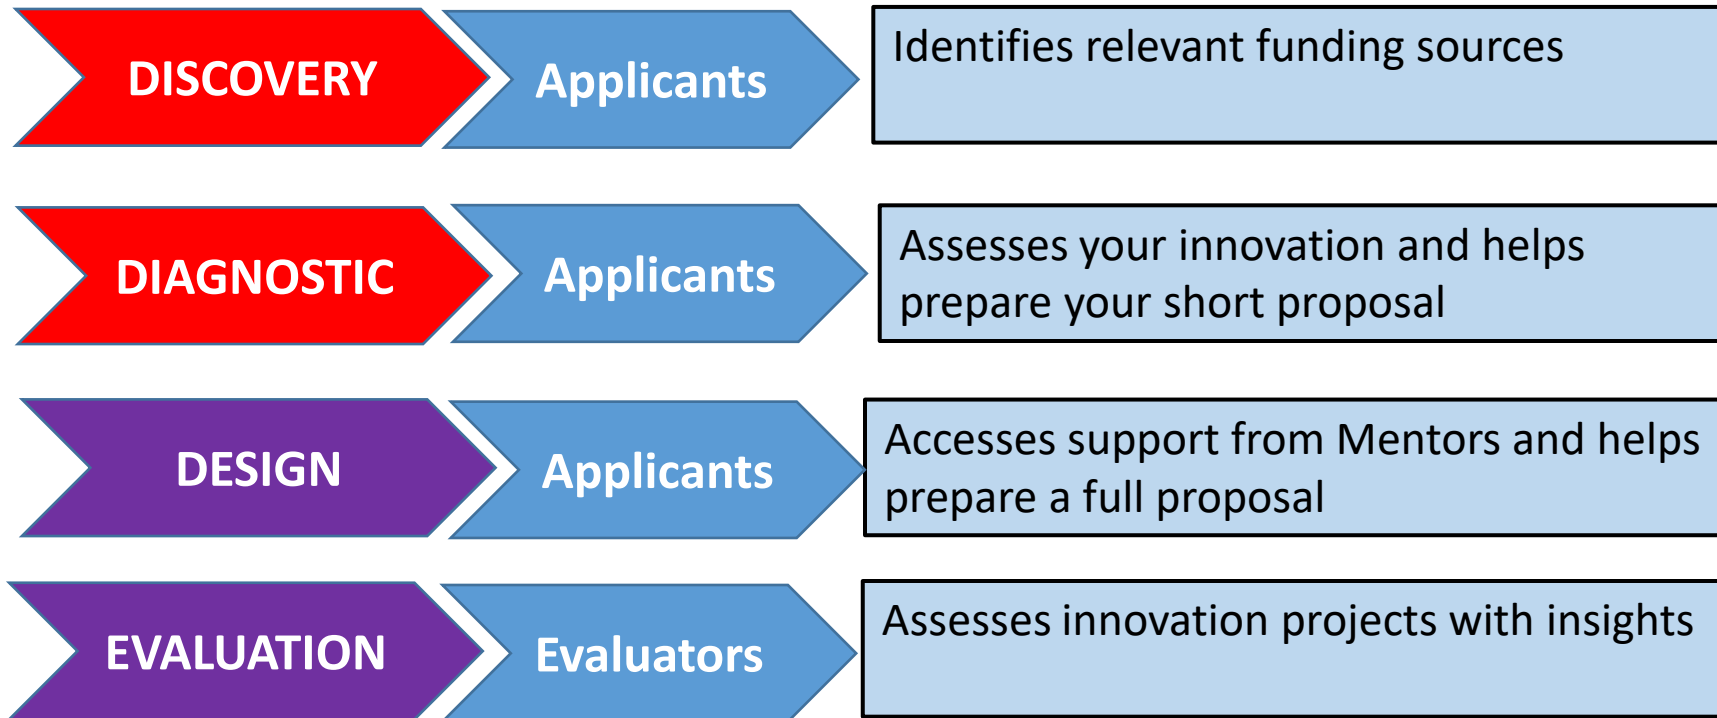 DISCOVERY
Applicants
Identifies relevant funding sources
DIAGNOSTIC
Applicants
Assesses your innovation and helps
prepare your short proposal
DESIGN
Applicants
Accesses support from Mentors and helps
prepare a full proposal
EVALUATION
Evaluators
Assesses innovation projects with insights